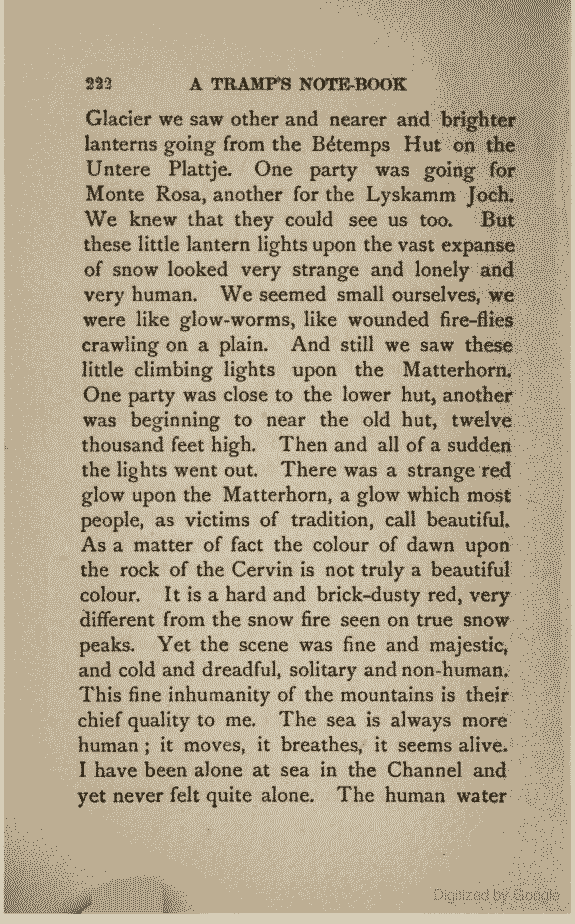 222 A TRAMP'S NOTE-BOOK
Glacier we saw other and nearer and brighter
lanterns going from the Bétemps Hut on the
Untere Plattje. One party was going for
Monte Rosa, another for the Lyskamm Joch.
We knew that they could see us too. But
these little lantern lights upon the vast expanse
of snow looked very strange and lonely and
very human. We seemed small ourselves, we
were like glow-worms, like wounded fire-flies
crawling on a plain. And still we saw these
little climbing lights upon the Matterhorn.
One party was close to the lower hut, another
was beginning to near the old hut, twelve
thousand feet high. Then and all of a sudden
the lights went out. There was a strange red
glow upon the Matterhorn, a glow which most
people, as victims of tradition, call beautiful.
As a matter of fact the colour of dawn upon
the rock of the Cervin is not truly a beautiful
colour. It is a hard and brick-dusty red, very
different from the snow fire seen on true snow
peaks. Yet the scene was fine and majestic,
and cold and dreadful, solitary and non-human.
This fine inhumanity of the mountains is their
chief quality to me. The sea is always more
human ; it moves, it breathes, it seems alive.
I have been alone at sea in the Channel and
yet never felt quite alone. The human water
Digitized by Google